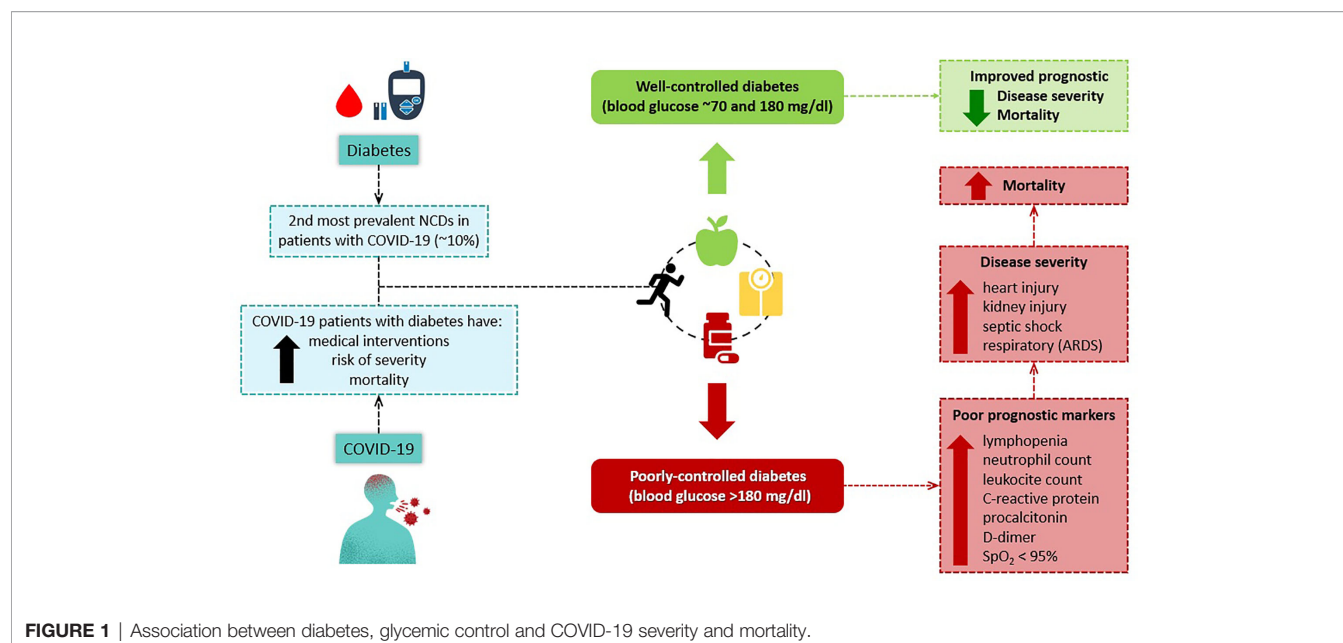 Diabetes
2nd most prevalent NCDs in
patients with COVID-19 (~10%)
COVID-19 patients with diabetes have:
medical interventions
risk of severity
mortality
COVID-19
Well-controlled diabetes
(blood glucose ~70 and 180 mg/dl)
Poorly-controlled diabetes
(blood glucose >180 mg/dl)
Improved prognostic
Disease severity
Mortality
Mortality
Disease severity
heart injury
kidney injury
septic shock
respiratory (ARDS)
Poor prognostic markers
lymphopenia
neutrophil count
leukocite count
C-reactive protein
procalcitonin
D-dimer
SpO₂ < 95%
FIGURE 1 | Association between diabetes, glycemic control and COVID-19 severity and mortality.